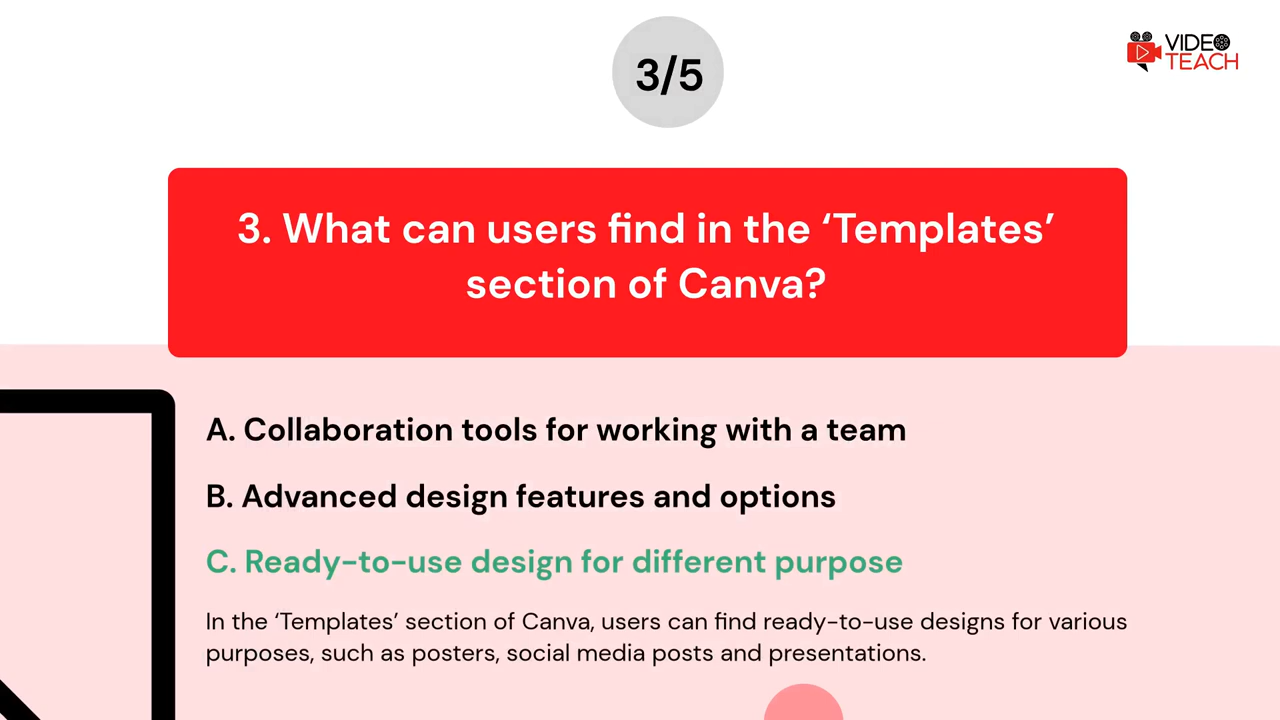 3/5
VIDEO
TEACH
3. What can users find in the ‘Templates’
section of Canva?
A. Collaboration tools for working with a team
B. Advanced design features and options
C. Ready-to-use design for different purpose
In the ‘Templates’ section of Canva, users can find ready-to-use designs for various
purposes, such as posters, social media posts and presentations.